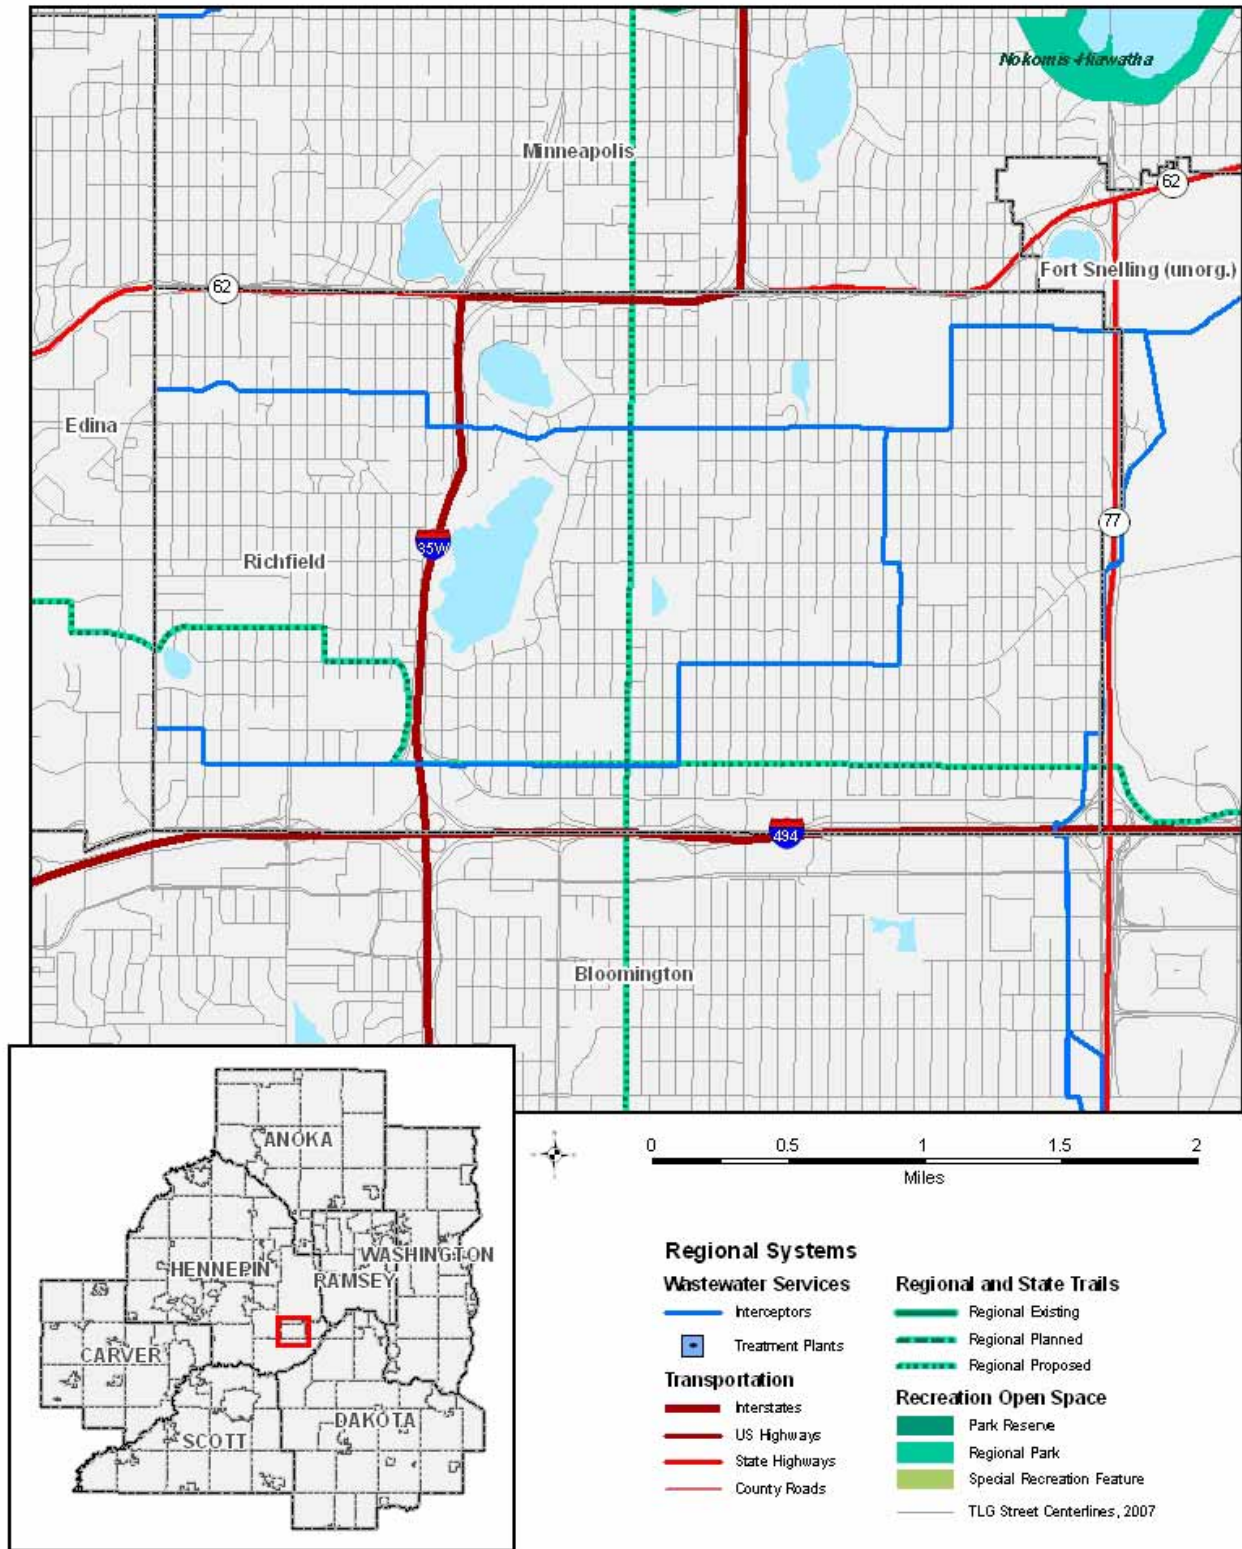 Nokomis-Hiawatha
Minneapolis
62
62
Fort Snelling (unorg.)
Edina
77
35W
Richfield
494
Bloomington
ANOKA
WASHINGTON
HENNEPIN
RAMSEY
CARVER
DAKOTA
SCOTT
0 0.5 1 1.5 2
Miles
Regional Systems
Wastewater Services
Interceptors
Treatment Plants
Transportation
Interstates
US Highways
State Highways
County Roads
Regional and State Trails
Regional Existing
Regional Planned
Regional Proposed
Recreation Open Space
Park Reserve
Regional Park
Special Recreation Feature
TLG Street Centerlines, 2007